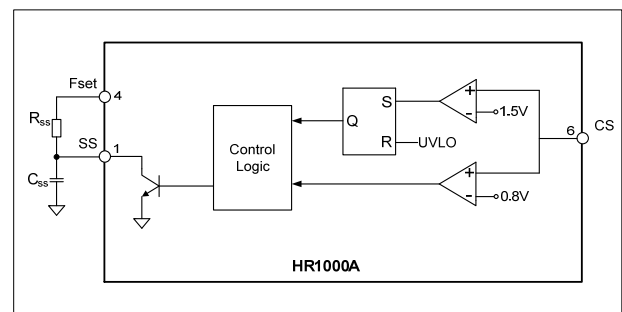 Fset
4
Rss
SS
1
Css
Control
Logic
Q
S
R
UVLO
+
-
1.5V
6
CS
+
-
0.8V
HR1000A